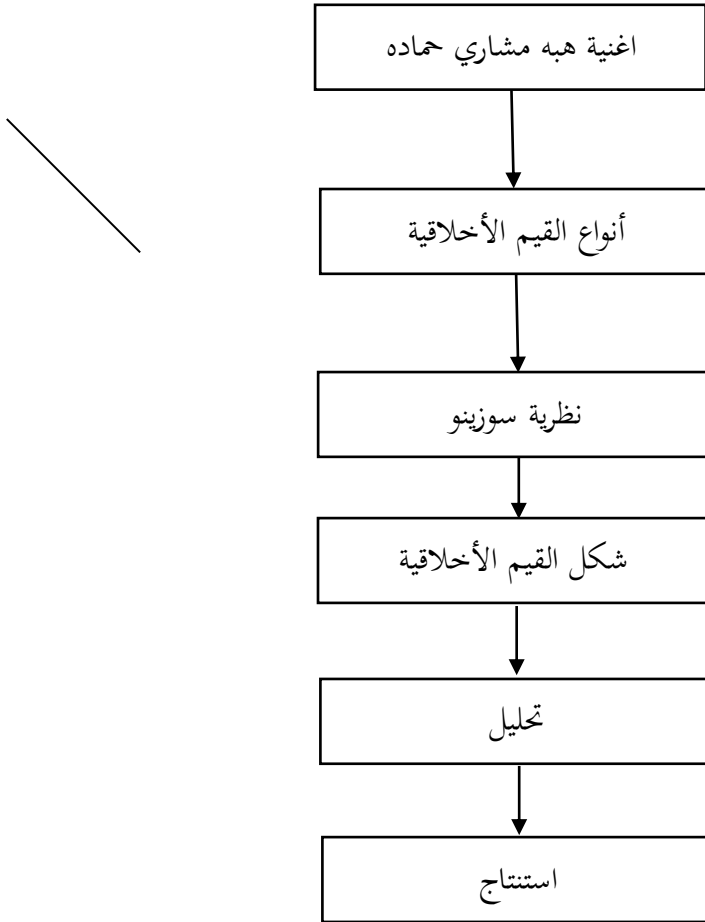 اغنية هبه مشاري حماده
أنواع القيم الأخلاقية
نظرية سوزينو
شكل القيم الأخلاقية
تحليل
استنتاج